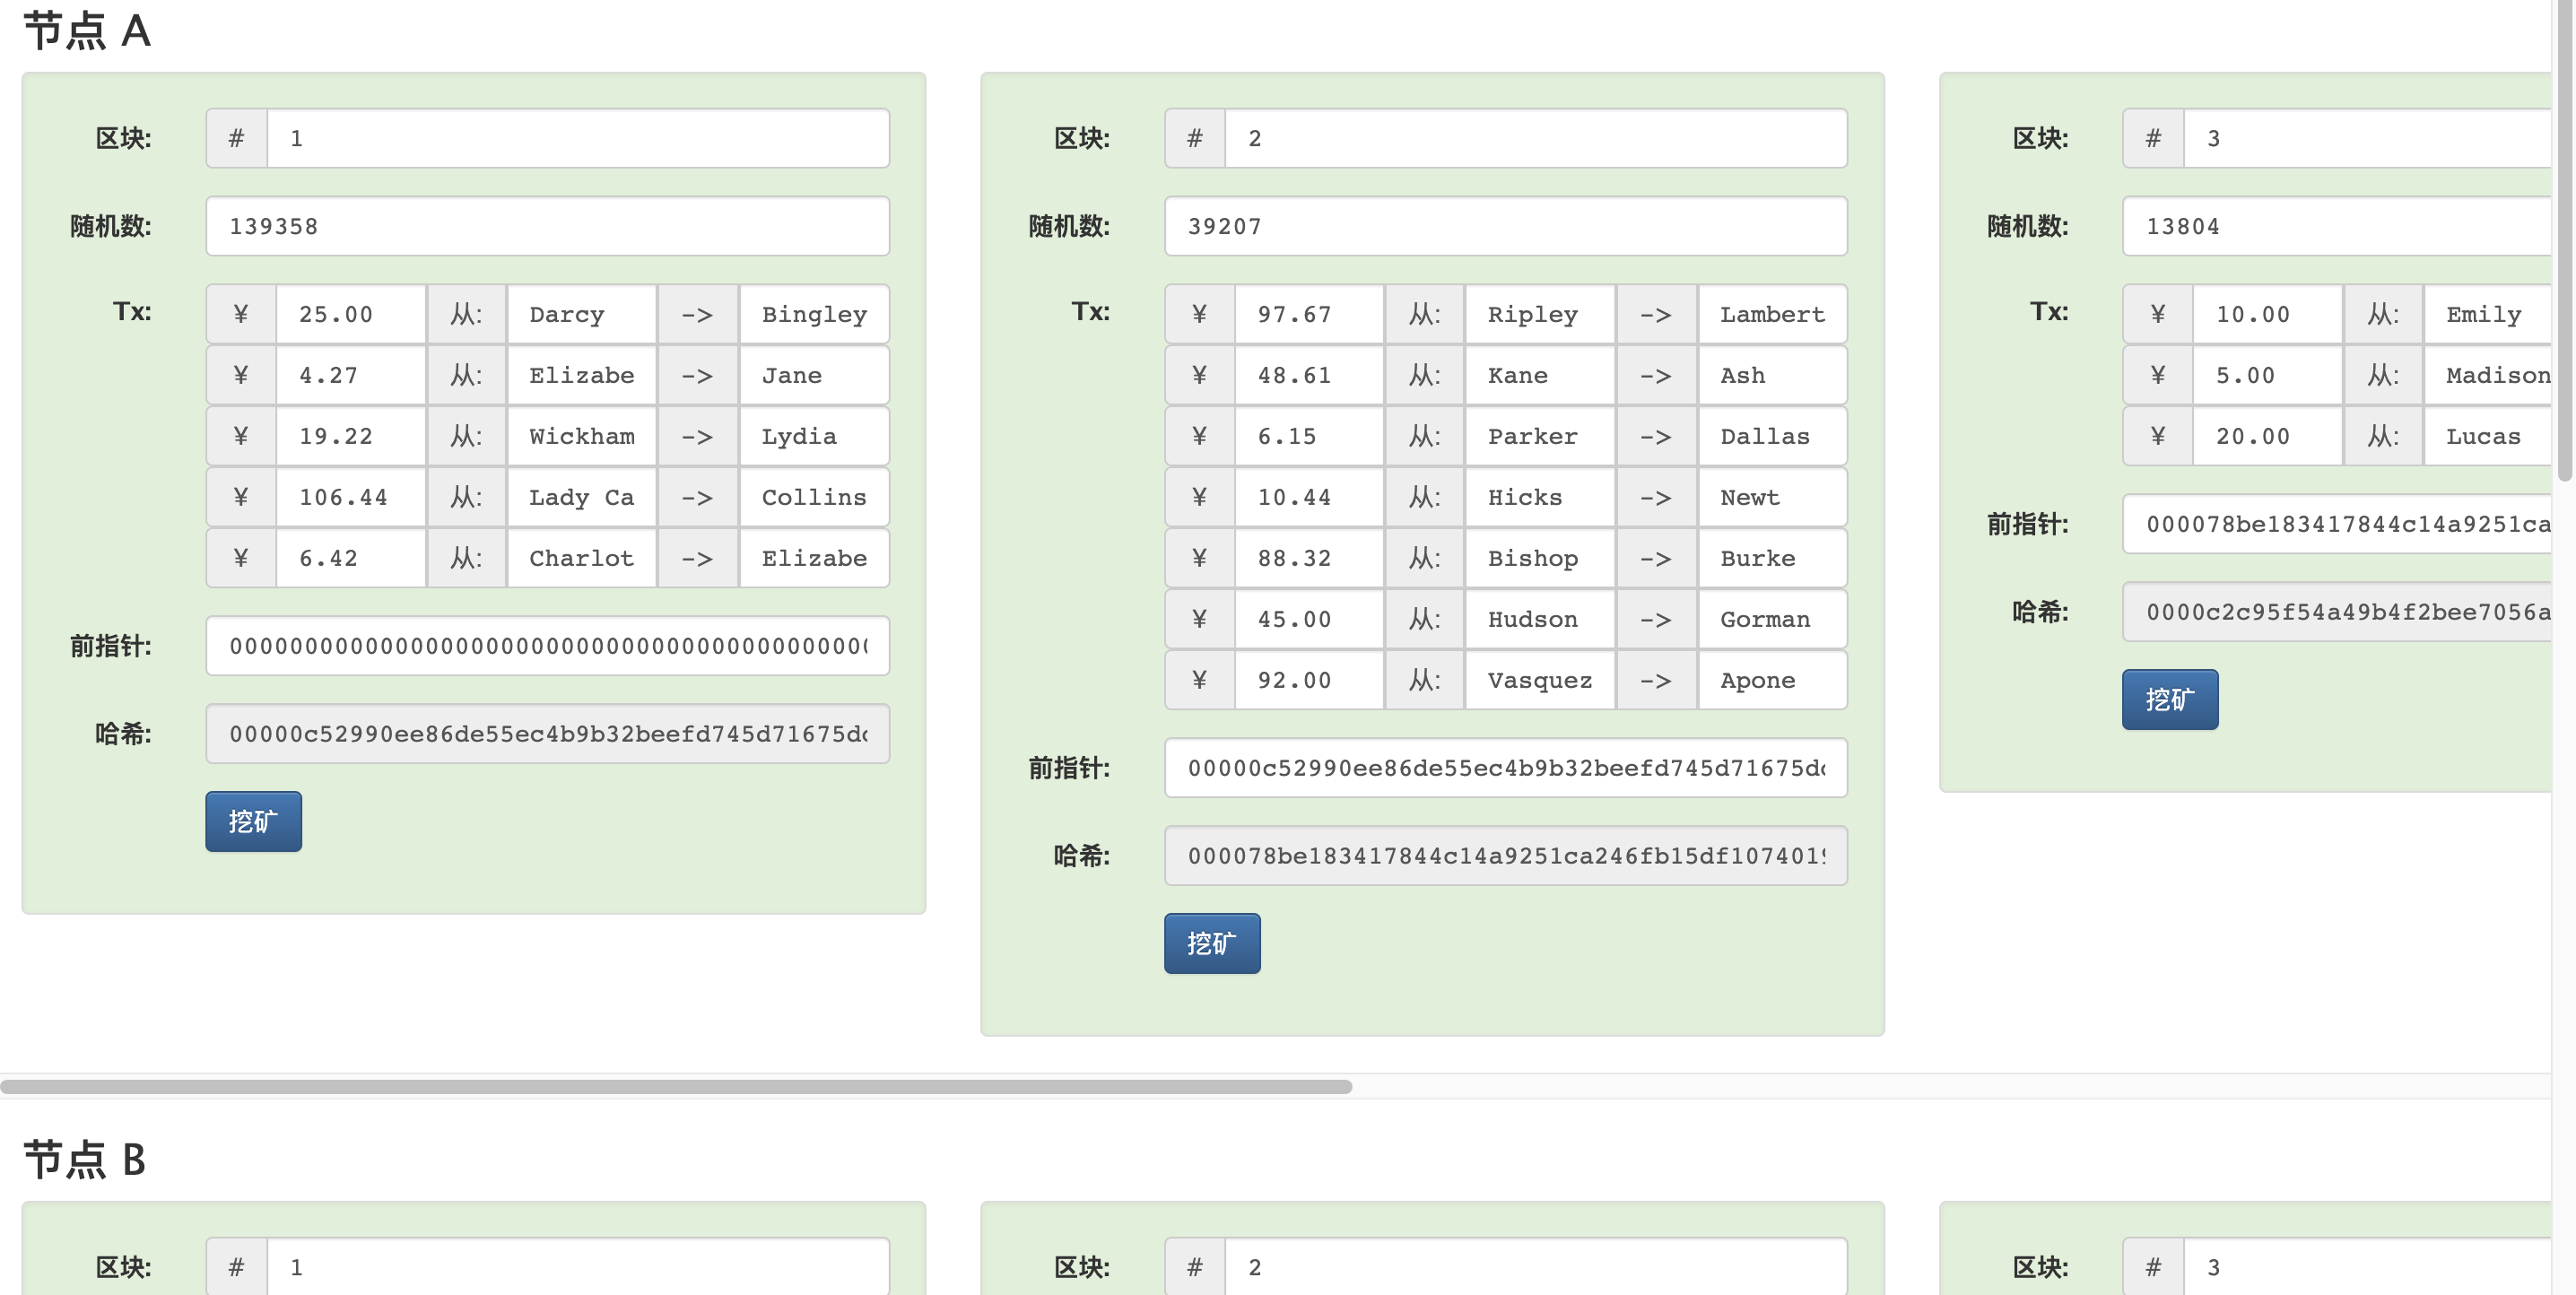 节点 A
区块: # 1
随机数: 139358
Tx: ¥ 25.00 从: Darcy -> Bingley
¥ 4.27 从: Elizabe -> Jane
¥ 19.22 从: Wickham -> Lydia
¥ 106.44 从: Lady Ca -> Collins
¥ 6.42 从: Charlot -> Elizabe
前指针: 000000000000000000000000000000000000000000
哈希: 00000c52990ee86de55ec4b9b32beefd745d71675d
挖矿
区块: # 2
随机数: 39207
Tx: ¥ 97.67 从: Ripley -> Lambert
¥ 48.61 从: Kane -> Ash
¥ 6.15 从: Parker -> Dallas
¥ 10.44 从: Hicks -> Newt
¥ 88.32 从: Bishop -> Burke
¥ 45.00 从: Hudson -> Gorman
¥ 92.00 从: Vasquez -> Apone
前指针: 00000c52990ee86de55ec4b9b32beefd745d71675d
哈希: 000078be183417844c14a9251ca246fb15df107401
挖矿
区块: # 3
随机数: 13804
Tx: ¥ 10.00 从: Emily
¥ 5.00 从: Madison
¥ 20.00 从: Lucas
前指针: 000078be183417844c14a9251ca
哈希: 0000c2c95f54a49b4f2bee7056a
挖矿
节点 B
区块: # 1
区块: # 2
区块: # 3